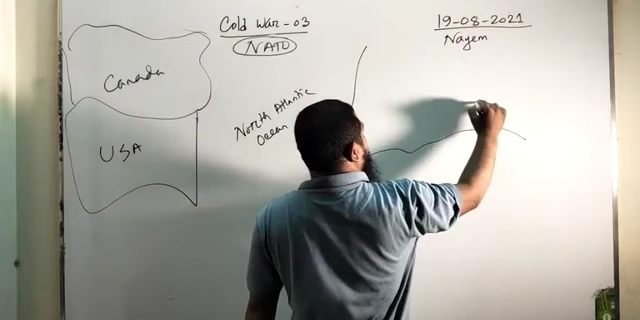 Cold War - 03
NATO
19-08-2021
Nayem
Canada
USA
North Atlantic
Ocean